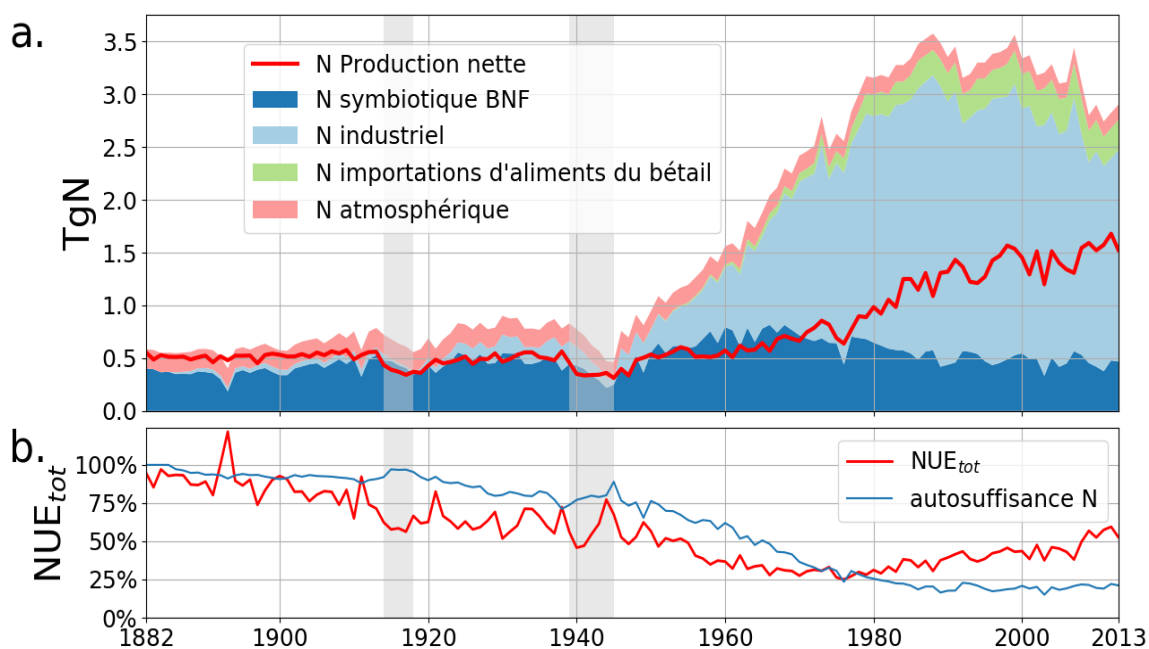 a.
TgN
3.5
3.0
2.5
2.0
1.5
1.0
0.5
0.0
N Production nette
N symbiotique BNF
N industriel
N importations d'aliments du bétail
N atmosphérique
b.
NUEtot
100%
75%
50%
25%
0%
NUEtot
autosuffisance N
1882 1900 1920 1940 1960 1980 2000 2013